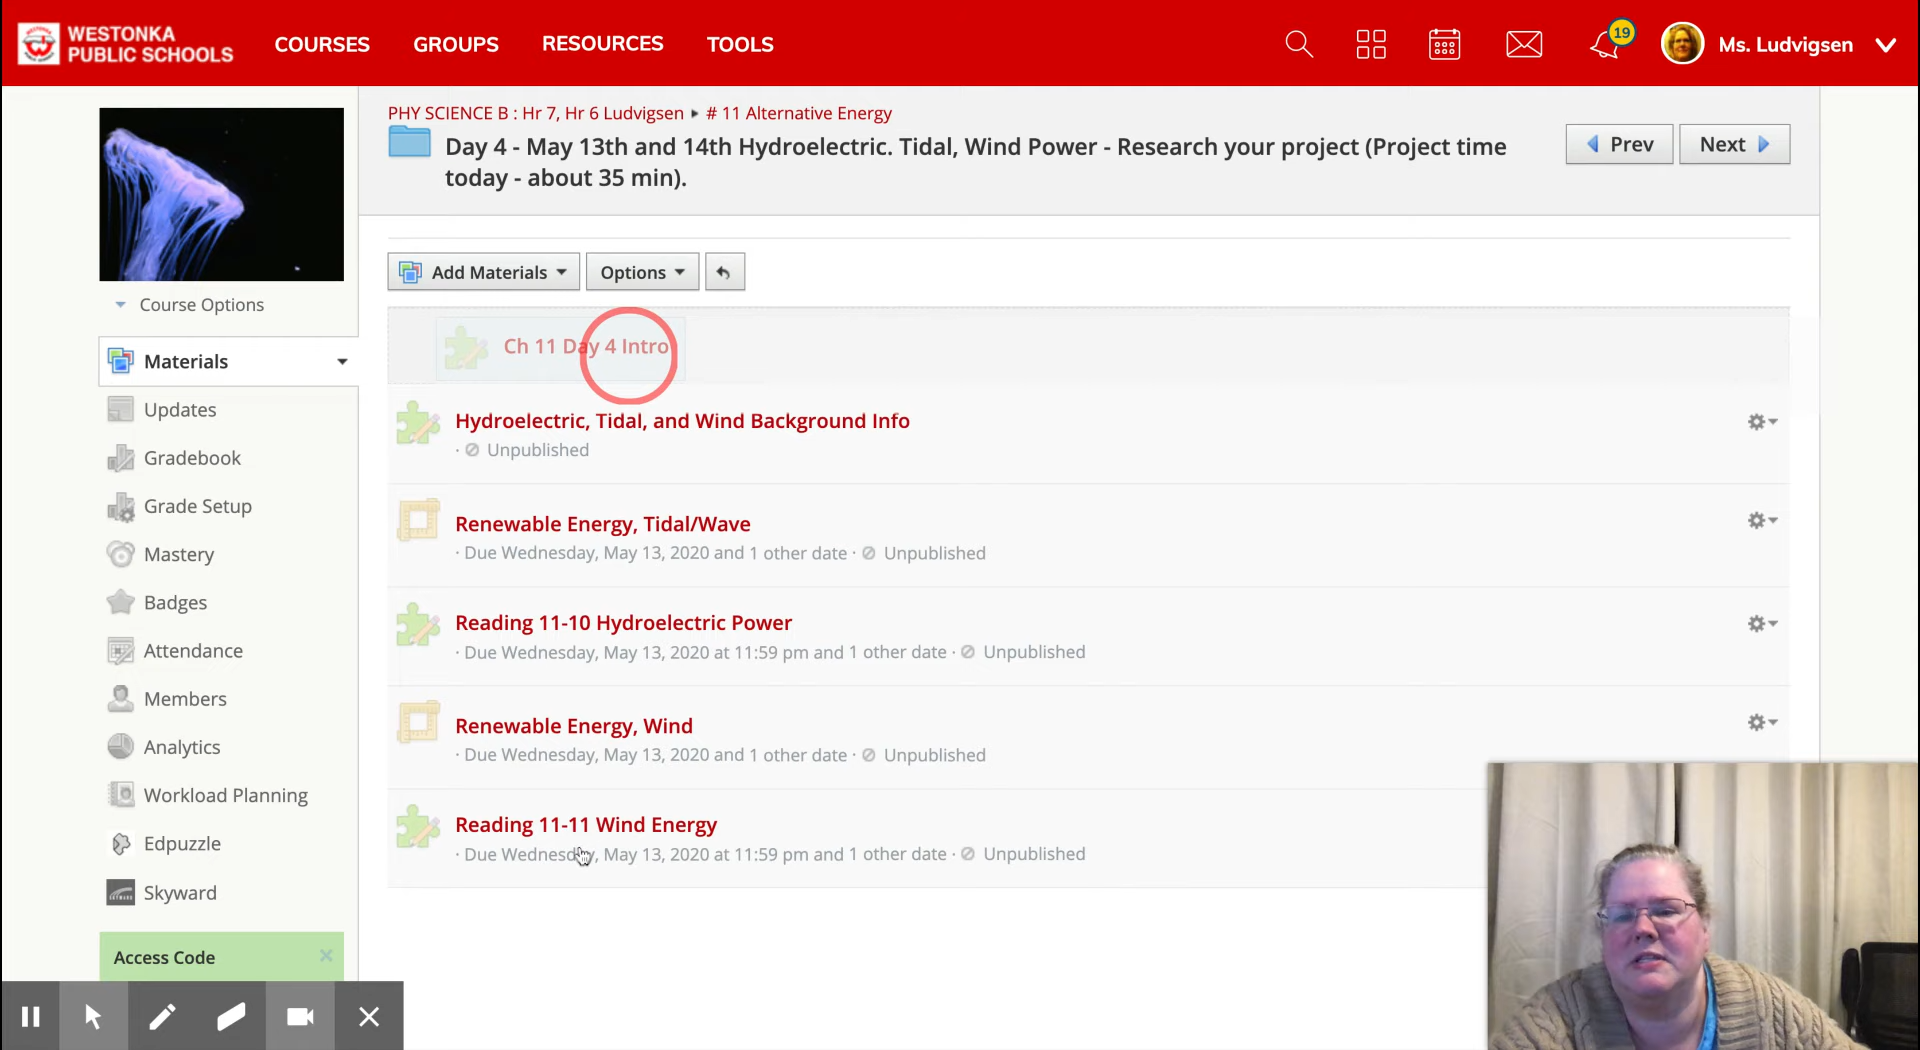 WESTONKA
PUBLIC SCHOOLS
COURSES
GROUPS
RESOURCES
TOOLS
19
Ms. Ludvigsen
PHY SCIENCE B : Hr 7, Hr 6 Ludvigsen ▸ # 11 Alternative Energy
Day 4 - May 13th and 14th Hydroelectric. Tidal, Wind Power - Research your project (Project time
today - about 35 min).
Prev
Next
Add Materials
Options
Course Options
Materials
Updates
Gradebook
Grade Setup
Mastery
Badges
Attendance
Members
Analytics
Workload Planning
Edpuzzle
Skyward
Access Code
Ch 11 Day 4 Intro
Hydroelectric, Tidal, and Wind Background Info
· Unpublished
Renewable Energy, Tidal/Wave
· Due Wednesday, May 13, 2020 and 1 other date · Unpublished
Reading 11-10 Hydroelectric Power
· Due Wednesday, May 13, 2020 at 11:59 pm and 1 other date · Unpublished
Renewable Energy, Wind
· Due Wednesday, May 13, 2020 and 1 other date · Unpublished
Reading 11-11 Wind Energy
· Due Wednesday, May 13, 2020 at 11:59 pm and 1 other date · Unpublished